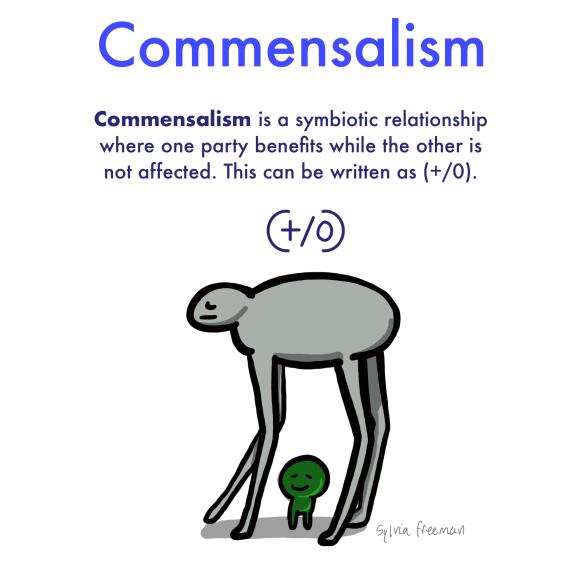 Commensalism
Commensalism is a symbiotic relationship
where one party benefits while the other is
not affected. This can be written as (+/0).
(+/0)
Sylvia Freeman